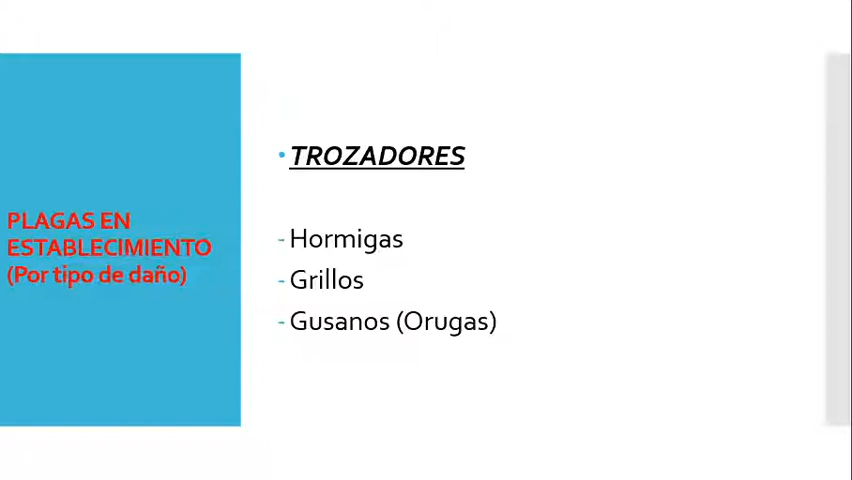 PLAGAS EN
ESTABLECIMIENTO
(Por tipo de daño)
• TROZADORES
- Hormigas
- Grillos
- Gusanos (Orugas)